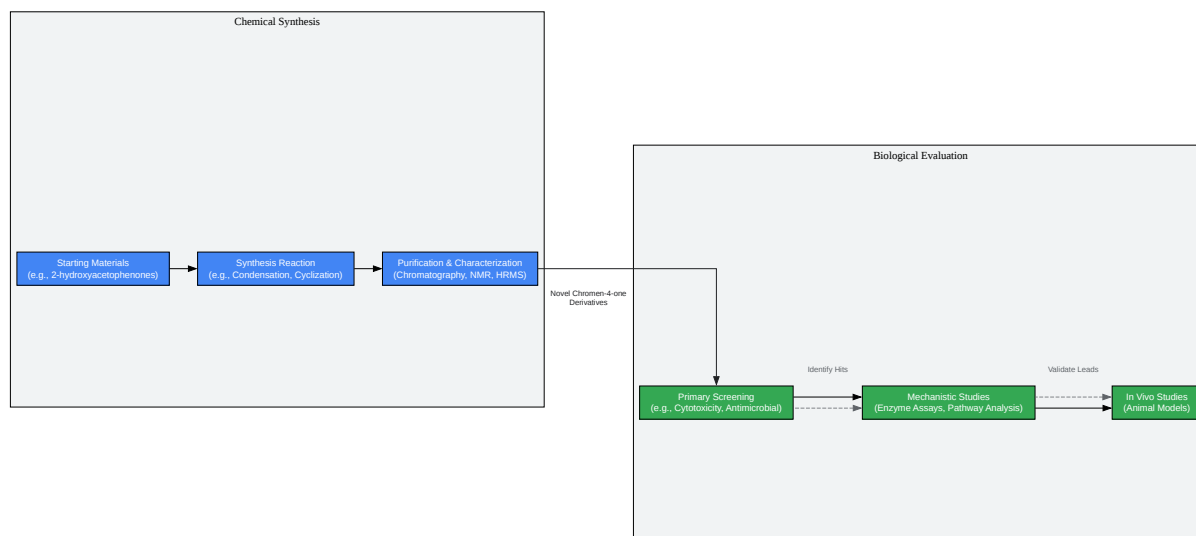 Chemical Synthesis
Starting Materials
(e.g., 2-hydroxyacetophenones)
Synthesis Reaction
(e.g., Condensation, Cyclization)
Purification & Characterization
(Chromatography, NMR, HRMS)
Novel Chromen-4-one
Derivatives
Biological Evaluation
Primary Screening
(e.g., Cytotoxicity, Antimicrobial)
Identify Hits
Mechanistic Studies
(Enzyme Assays, Pathway Analysis)
Validate Leads
In Vivo Studies
(Animal Models)